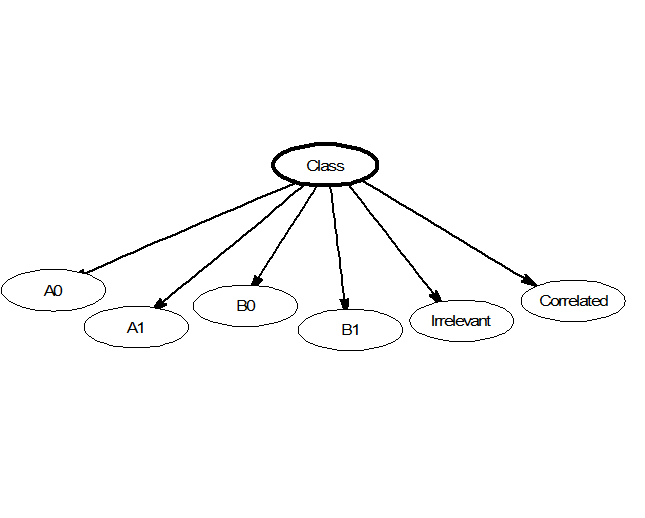 Class
A0
A1
B0
B1
Irrelevant
Correlated